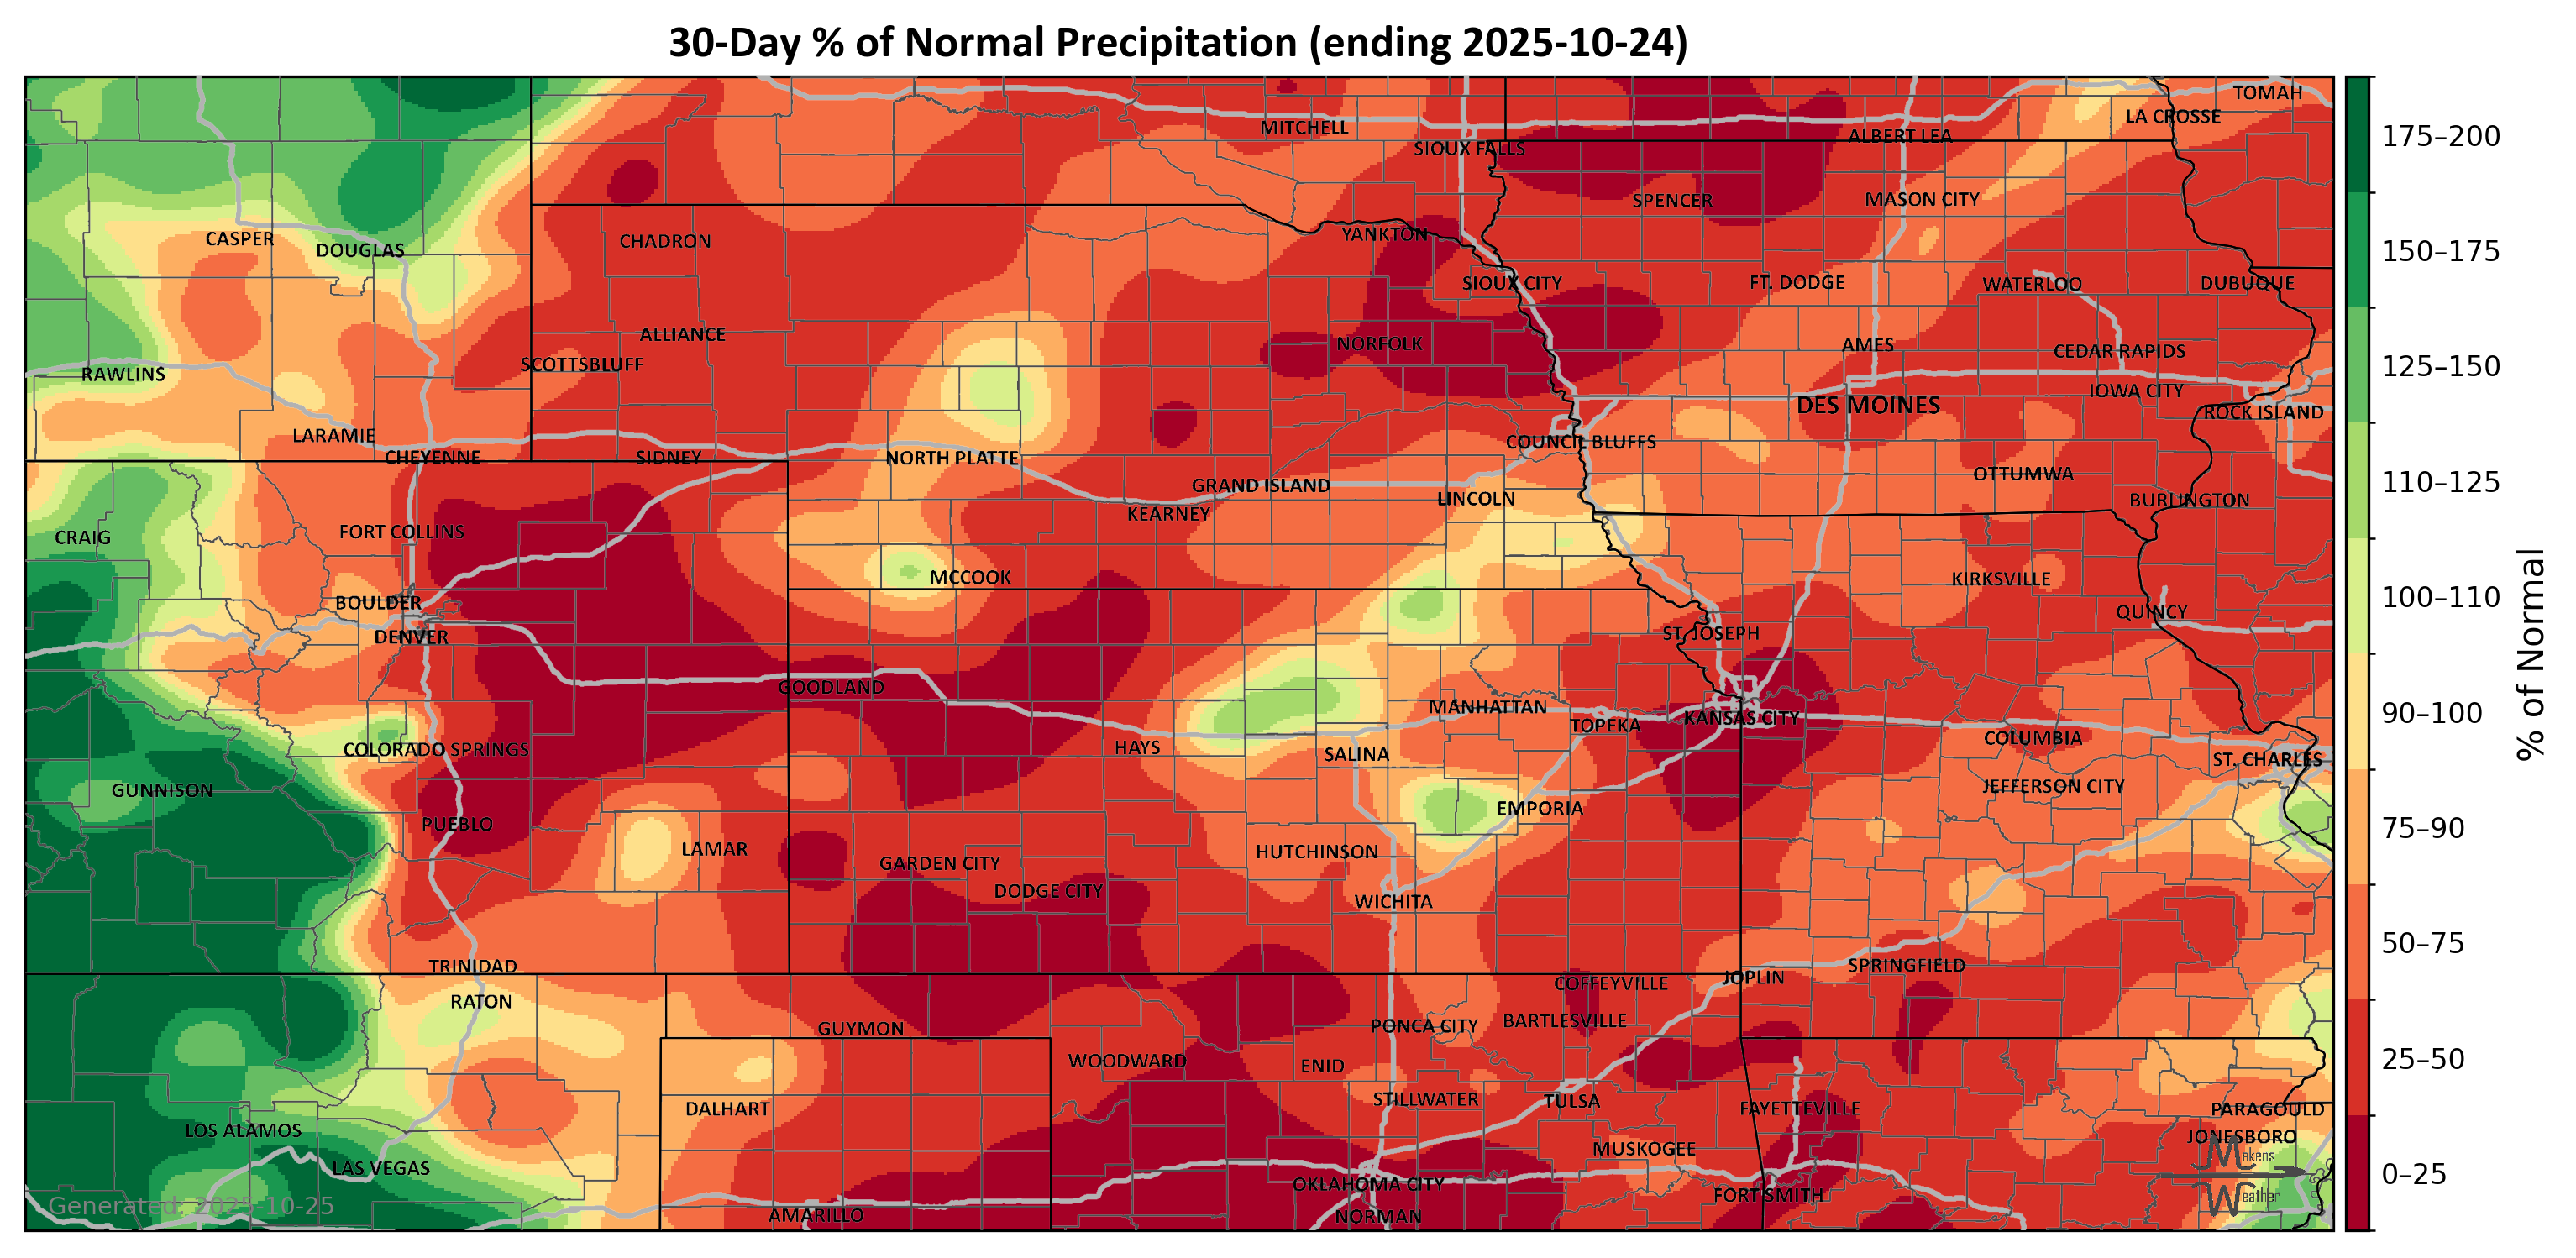 30-Day % of Normal Precipitation (ending 2025-10-24)
TOMAH
LA CROSSE
MITCHELL
ALBERT LEA
SIOUX FALLS
SPENCER
MASON CITY
CASPER
DOUGLAS
CHADRON
YANKTON
SIOUX CITY
FT. DODGE
WATERLOO
DUBUQUE
ALLIANCE
NORFOLK
AMES
CEDAR RAPIDS
SCOTTSBLUFF
RAWLINS
IOWA CITY
DES MOINES
ROCK ISLAND
LARAMIE
COUNCIL BLUFFS
CHEYENNE
SIDNEY
NORTH PLATTE
OTTUMWA
GRAND ISLAND
LINCOLN
BURLINGTON
KEARNEY
CRAIG
FORT COLLINS
MCCOOK
KIRKSVILLE
BOULDER
QUINCY
DENVER
ST. JOSEPH
GOODLAND
MANHATTAN
TOPEKA
KANSAS CITY
COLORADO SPRINGS
HAYS
SALINA
COLUMBIA
ST. CHARLES
GUNNISON
JEFFERSON CITY
EMPORIA
PUEBLO
LAMAR
GARDEN CITY
HUTCHINSON
DODGE CITY
WICHITA
TRINIDAD
SPRINGFIELD
COFFEYVILLE
JOPLIN
RATON
GUYMON
PONCA CITY
BARTLESVILLE
WOODWARD
ENID
DALHART
STILLWATER
TULSA
FAYETTEVILLE
PARAGOULD
LOS ALAMOS
JONESBORO
MUSKOGEE
LAS VEGAS
OKLAHOMA CITY
FORT SMITH
AMARILLO
NORMAN
Generated: 2025-10-25
Makens
Weather
175–200
150–175
125–150
110–125
100–110
90–100
75–90
50–75
25–50
0–25
% of Normal